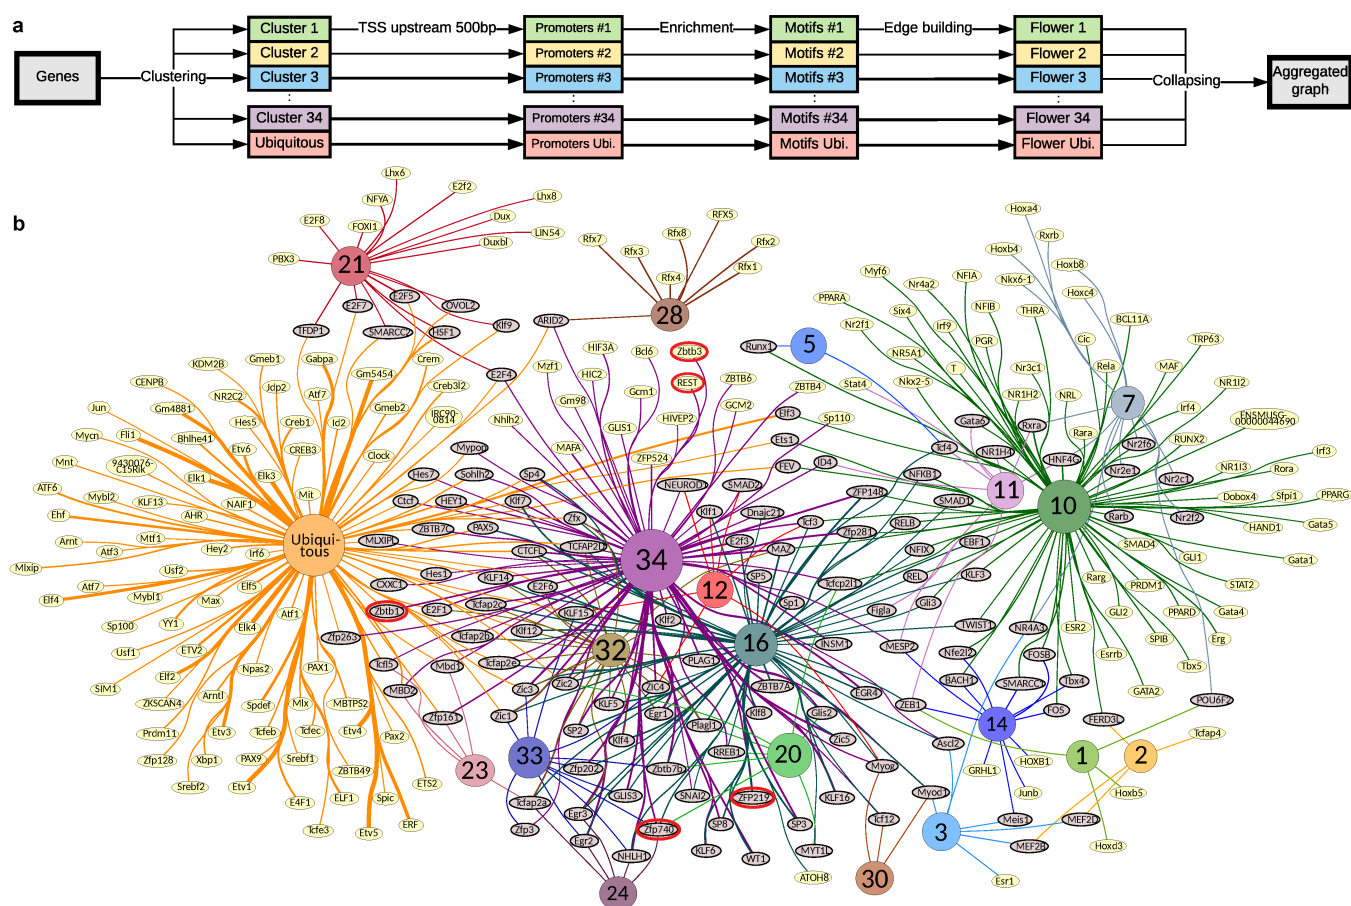 a
Cluster 1
TSS upstream 500bp
Promoters #1
Enrichment
Motifs #1
Edge building
Flower 1
Cluster 2
Promoters #2
Motifs #2
Flower 2
Genes
Clustering
Cluster 3
Promoters #3
Motifs #3
Flower 3
Collapsing
Aggregated
graph
Cluster 34
Promoters #34
Motifs #34
Flower 34
Ubiquitous
Promoters Ubi.
Motifs Ubi.
Flower Ubi.
b
Lhx6
E2f2
NFYA
Lhx8
E2F8
FOXJ1
Dux
LIN54
Duxbl
PBX3
21
E2F7
E2F5
OVOL2
TFDP1
SMARCC2
HSF1
Klf9
E2F4
RFX5
Rfx7
Rfx8
Rfx3
Rfx2
Rfx4
Rfx1
28
ARID2
Runx1
5
Hoxa4
Rxrb
Hoxb4
Hoxb8
Nkx6-1
Hoxc4
Myf6
Nr4a2
NFIA
PPARA
Six4
NFIB
THRA
BCL11A
Nr2f1
Irf9
PGR
Cic
TRP63
NR5A1
T
Nr3c1
Rela
MAF
Nkx2-5
NR1H2
NRL
NR1I2
Stat4
7
Irf4
ENSMUSG-
00000044690
Gata6
Rxra
Rara
RUNX2
Nr2f6
Irf3
Tcf4
NR1H4
HNF4G
Nr2e1
NR1I3
Rora
Nr2c1
11
10
Dobox4
Sfpi1
PPARG
Rarb
Nr2f2
HAND1
Gata5
SMAD4
GLI1
Gata1
Rarg
PRDM1
STAT2
GLI2
PPARD
Gata4
ESR2
SPIB
Erg
Esrrb
Tbx5
GATA2
POU6F2
KDM2B
Gmeb1
Gabpa
Crem
CENPB
Jdp2
Gm5454
NR2C2
Atf7
Creb3l2
Jun
Gm4881
Gmeb2
IRC90-
0814
Hes5
Creb1
Id2
Mycn
Fli1
Bhlhe41
Etv6
CREB3
Clock
Mnt
9430076-
C15Rik
Elk3
ATF6
Mybl2
Elk1
Mit
Ehf
KLF13
NAIF1
AHR
Arnt
Mtf1
Hey2
Irf6
Ubiqui-
tous
Atf3
Mlxip
Usf2
Elf5
Atf7
Mybl1
Elf4
Max
Atf1
Sp100
YY1
Elk4
Usf1
ETV2
PAX1
Npas2
SIM1
Elf2
Arntl
MBTPS2
ZKSCAN4
Spdef
Mlx
Prdm11
Etv3
Tcfeb
Tcfec
Etv4
Pax2
Zfp128
Xbp1
PAX9
Srebf1
ZBTB49
Srebf2
Etv1
ETS2
E4F1
ELF1
Spic
Tcfe3
Etv5
ERF
HIF3A
Bcl6
Zbtb3
Mzf1
HIC2
REST
ZBTB6
ZBTB4
Gm98
Gcm1
GCM2
Nhlh2
GLIS1
HIVEP2
Elf3
Sp110
MAFA
ZFP524
Ets1
Mypop
FEV
ID4
Hes7
Sohlh2
Sp4
NEUROD1
SMAD2
NFKB1
Ctcf
HEY1
Klf7
ZFP148
SMAD1
ZBTB7C
PAX5
Zfx
Klf1
Dnajc21
Tcf3
Zfp281
RELB
MLXIPL
CTCFL
TCFAP2D
34
E2f3
MAZ
NFIX
EBF1
CXXC1
Hes1
KLF14
E2F6
12
SP5
Tcfcp2l1
REL
KLF3
Zbtb1
E2F1
Tcfap2c
KLF15
Klf2
Sp1
Figla
Gli3
Zfp263
Tcfap2b
Klf12
16
INSM1
TWIST1
NR4A3
Tcfl5
Mbd1
Tcfap2e
32
PLAG1
MESP2
Nfe2l2
FOSB
MBD2
Zic3
Zic2
ZIC4
ZBTB7A
EGR4
BACH1
SMARCC1
Tbx4
Zfp161
Zic1
KLF5
Egr1
Klf8
Glis2
ZEB1
14
FOS
FERD3L
SP2
Klf4
Plagl1
Zic5
Ascl2
Tcfap4
23
33
Zfp202
Zbtb7b
RREB1
20
Myog
GRHL1
HOXB1
1
2
Tcfap2a
GLIS3
SNAI2
ZFP219
KLF16
Myod1
Junb
Hoxb5
Zfp3
Egr3
Zfp740
SP8
SP3
Tcf12
Meis1
MEF2D
Egr2
NHLH1
KLF6
WT1
MYT1L
3
MEF2B
Hoxd3
24
ATOH8
30
Esr1